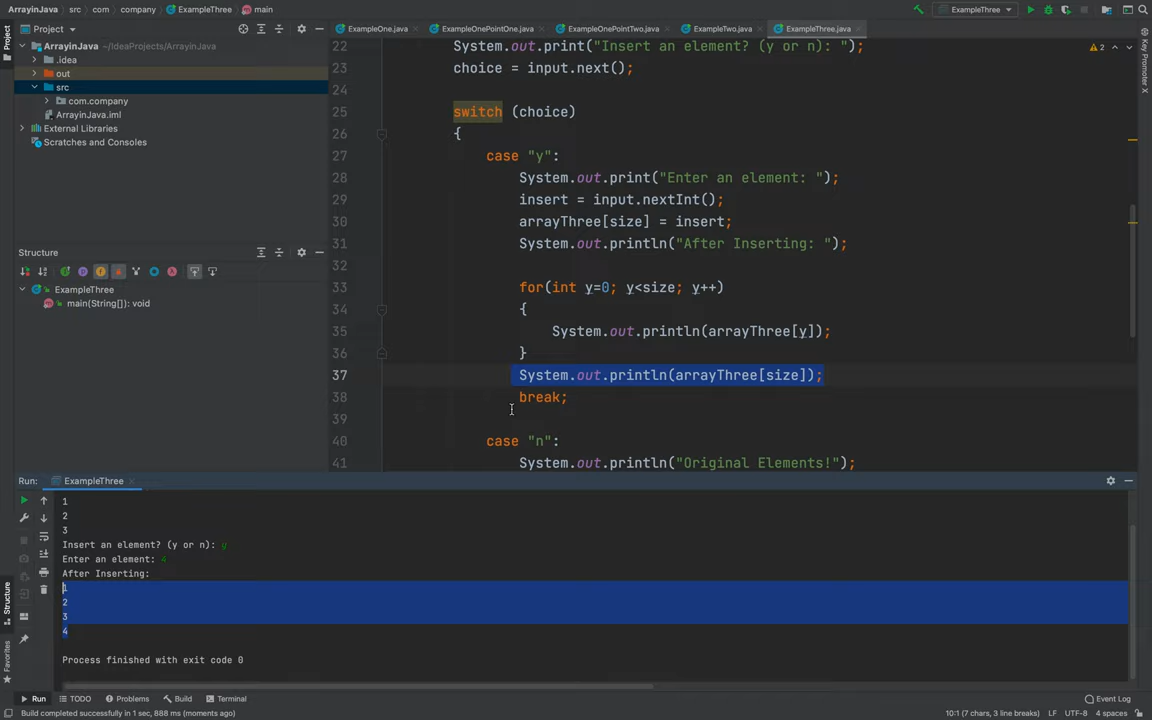 ArrayinJava
src
com
company
ExampleThree
main
ExampleThree
Project
ExampleOne.java
ExampleOnePointOne.java
ExampleOnePointTwo.java
ExampleTwo.java
ExampleThree.java
Project
ArrayinJava ~/IdeaProjects/ArrayinJava
.idea
out
src
com.company
ArrayinJava.iml
External Libraries
Scratches and Consoles
Structure
ExampleThree
main(String[]): void
22 System.out.print("Insert an element? (y or n): ");
23 choice = input.next();
24
25 switch (choice)
26 {
27 case "y":
28 System.out.print("Enter an element: ");
29 insert = input.nextInt();
30 arrayThree[size] = insert;
31 System.out.println("After Inserting: ");
32
33 for(int y=0; y<size; y++)
34 {
35 System.out.println(arrayThree[y]);
36 }
37 System.out.println(arrayThree[size]);
38 break;
39
40 case "n":
41 System.out.println("Original Elements!");
2
Key Promoter X
Run: ExampleThree
1
2
3
Insert an element? (y or n): y
Enter an element: 4
After Inserting:
1
2
3
4
Process finished with exit code 0
Structure
Favorites
Run
TODO
Problems
Build
Terminal
Event Log
Build completed successfully in 1 sec, 888 ms (moments ago)
10:1 (7 chars, 3 line breaks) LF UTF-8 4 spaces